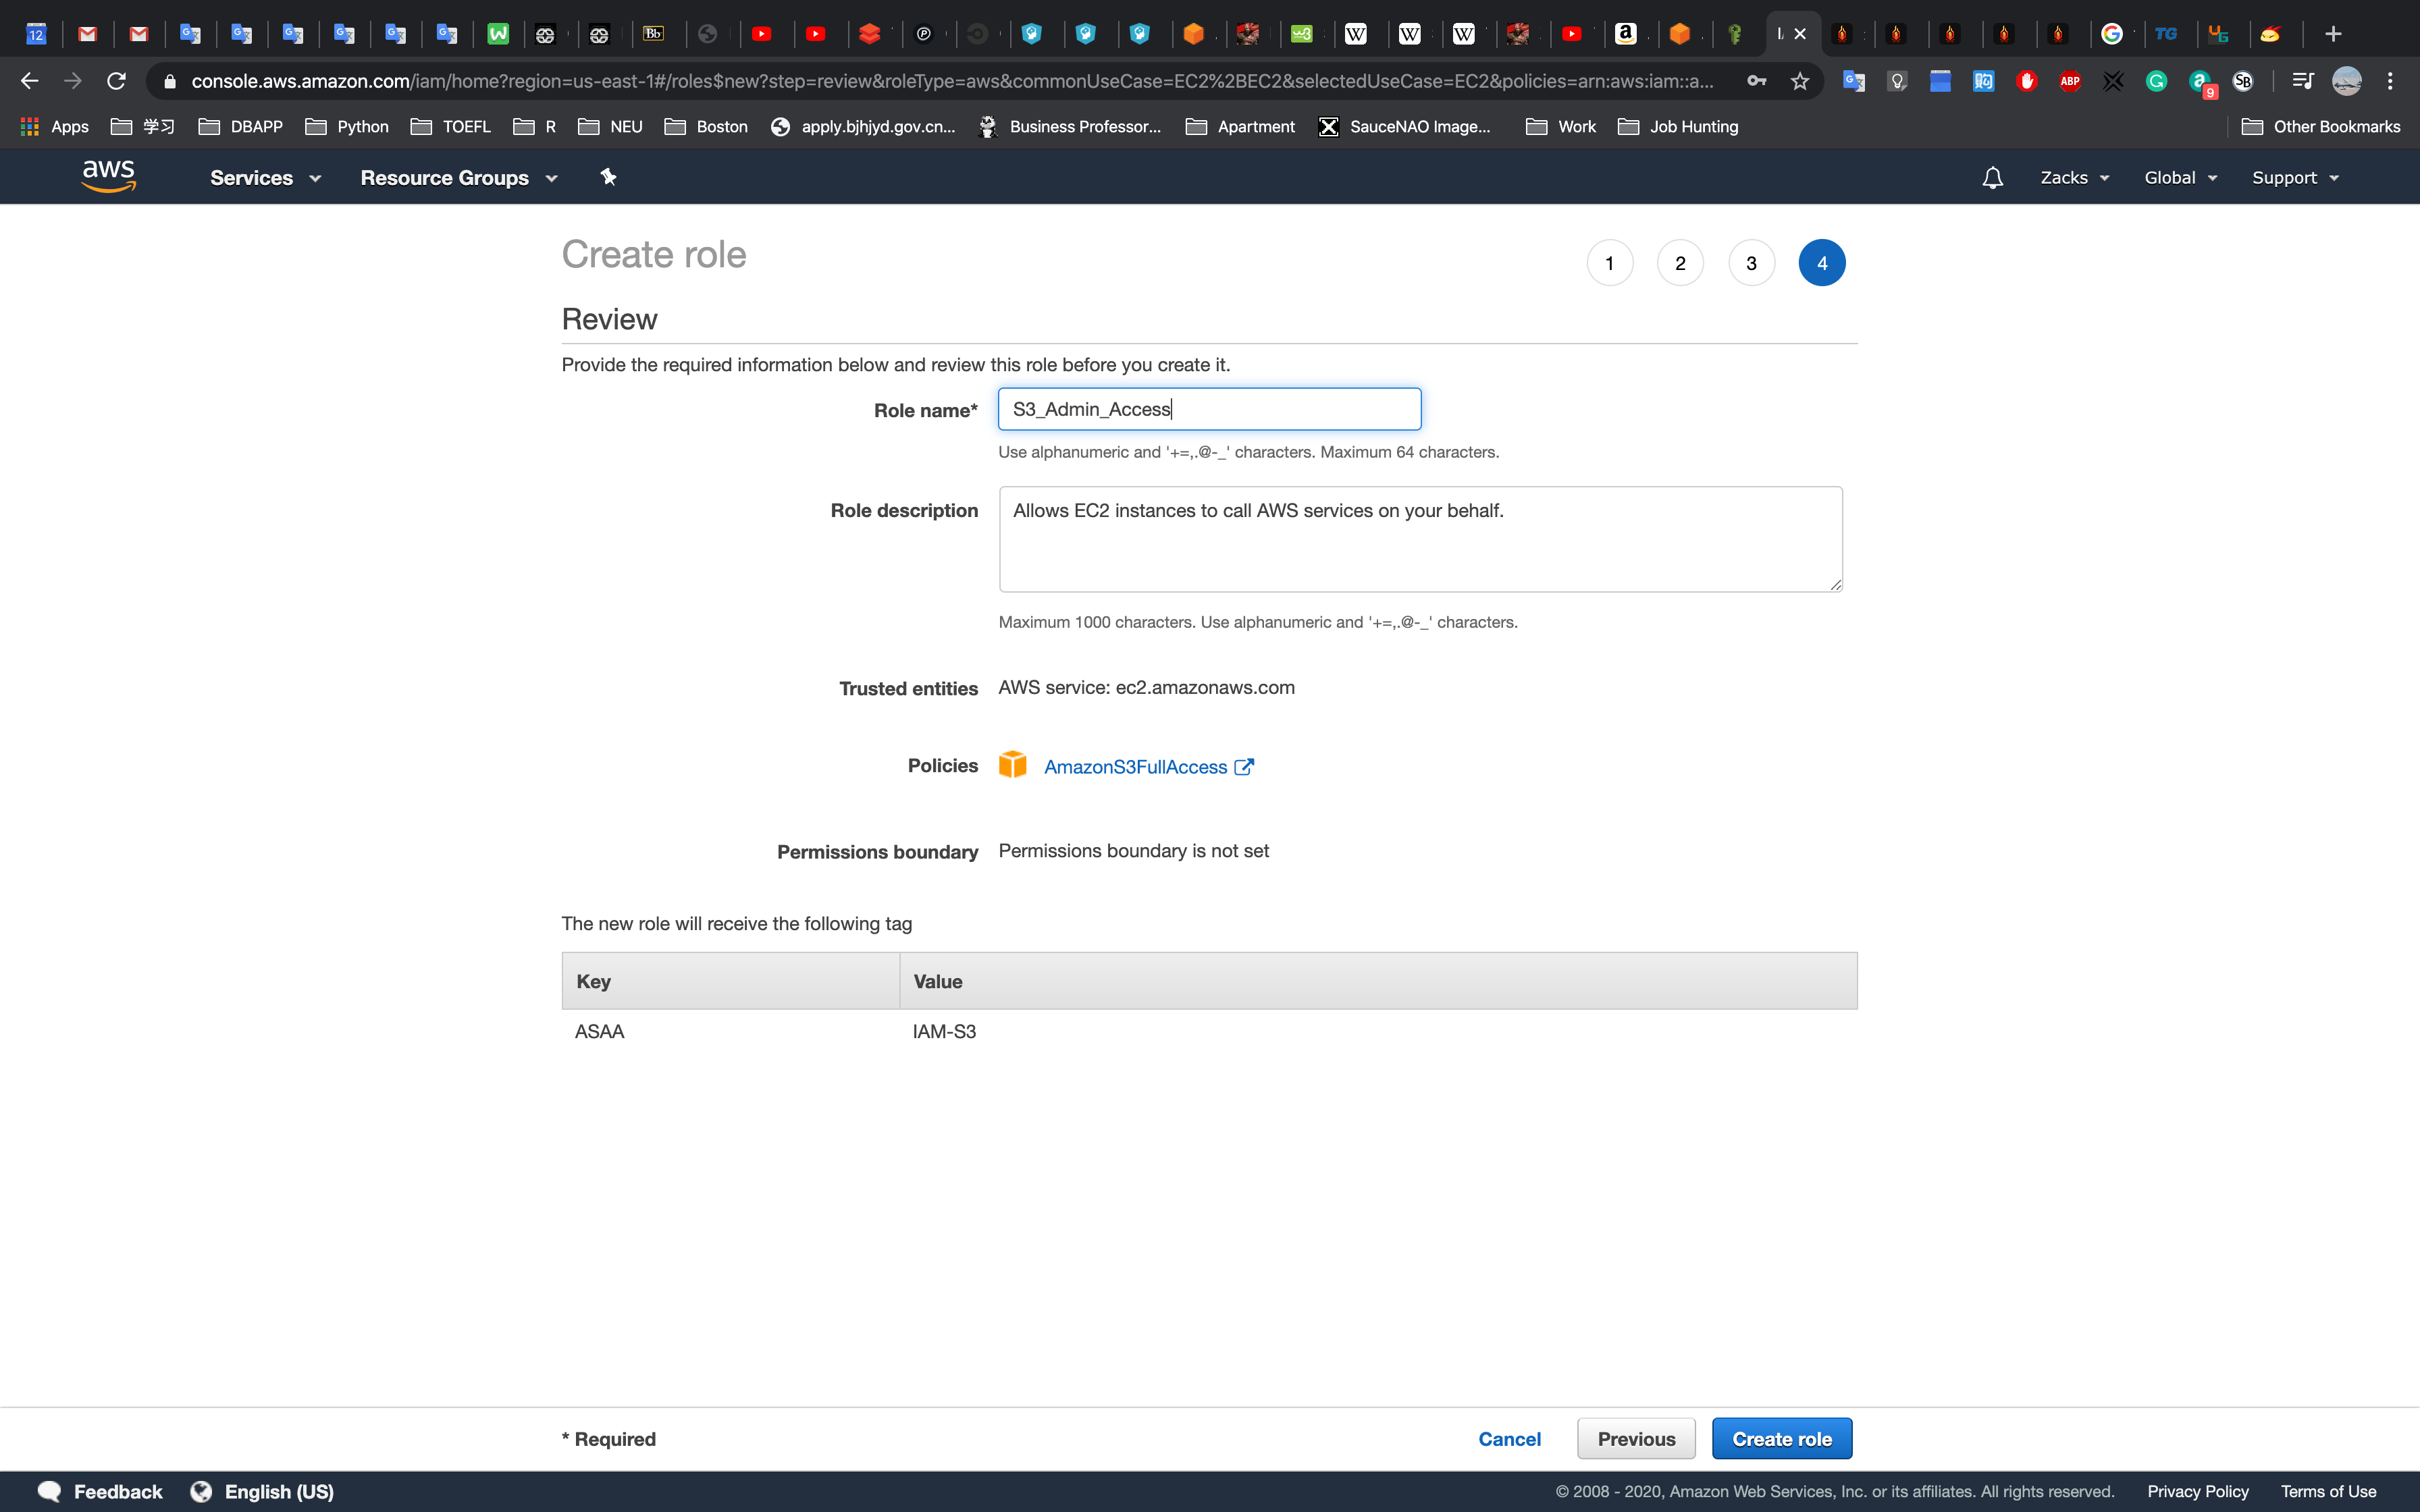 console.aws.amazon.com/iam/home?region=us-east-1#/roles$new?step=review&roleType=aws&commonUseCase=EC2%2BEC2&selectedUseCase=EC2&policies=arn:aws:iam::a...
Apps 学习 DBAPP Python TOEFL R NEU Boston apply.bjhjyd.gov.cn... Business Professor... Apartment SauceNAO Image... Work Job Hunting Other Bookmarks
aws Services Resource Groups Zacks Global Support
Create role
1 2 3 4
Review
Provide the required information below and review this role before you create it.
Role name* S3_Admin_Access
Use alphanumeric and '+=,.@-_' characters. Maximum 64 characters.
Role description Allows EC2 instances to call AWS services on your behalf.
Maximum 1000 characters. Use alphanumeric and '+=,.@-_' characters.
Trusted entities AWS service: ec2.amazonaws.com
Policies AmazonS3FullAccess
Permissions boundary Permissions boundary is not set
The new role will receive the following tag
Key Value
ASAA IAM-S3
* Required Cancel Previous Create role
Feedback English (US) © 2008 - 2020, Amazon Web Services, Inc. or its affiliates. All rights reserved. Privacy Policy Terms of Use